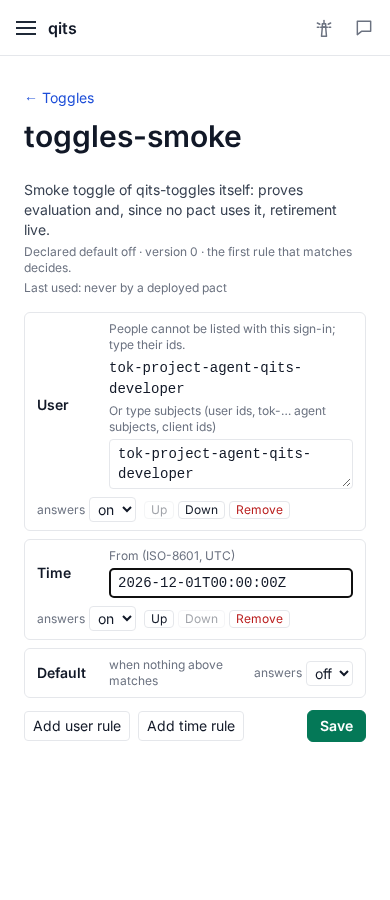 qits
← Toggles
toggles-smoke
Smoke toggle of qits-toggles itself: proves
evaluation and, since no pact uses it, retirement
live.
Declared default off · version 0 · the first rule that matches
decides.
Last used: never by a deployed pact
People cannot be listed with this sign-in;
type their ids.
tok-project-agent-qits-
developer
User
Or type subjects (user ids, tok-… agent
subjects, client ids)
tok-project-agent-qits-
developer
answers on Up Down Remove
From (ISO-8601, UTC)
Time
2026-12-01T00:00:00Z
answers on Up Down Remove
Default when nothing above
matches answers off
Add user rule Add time rule Save